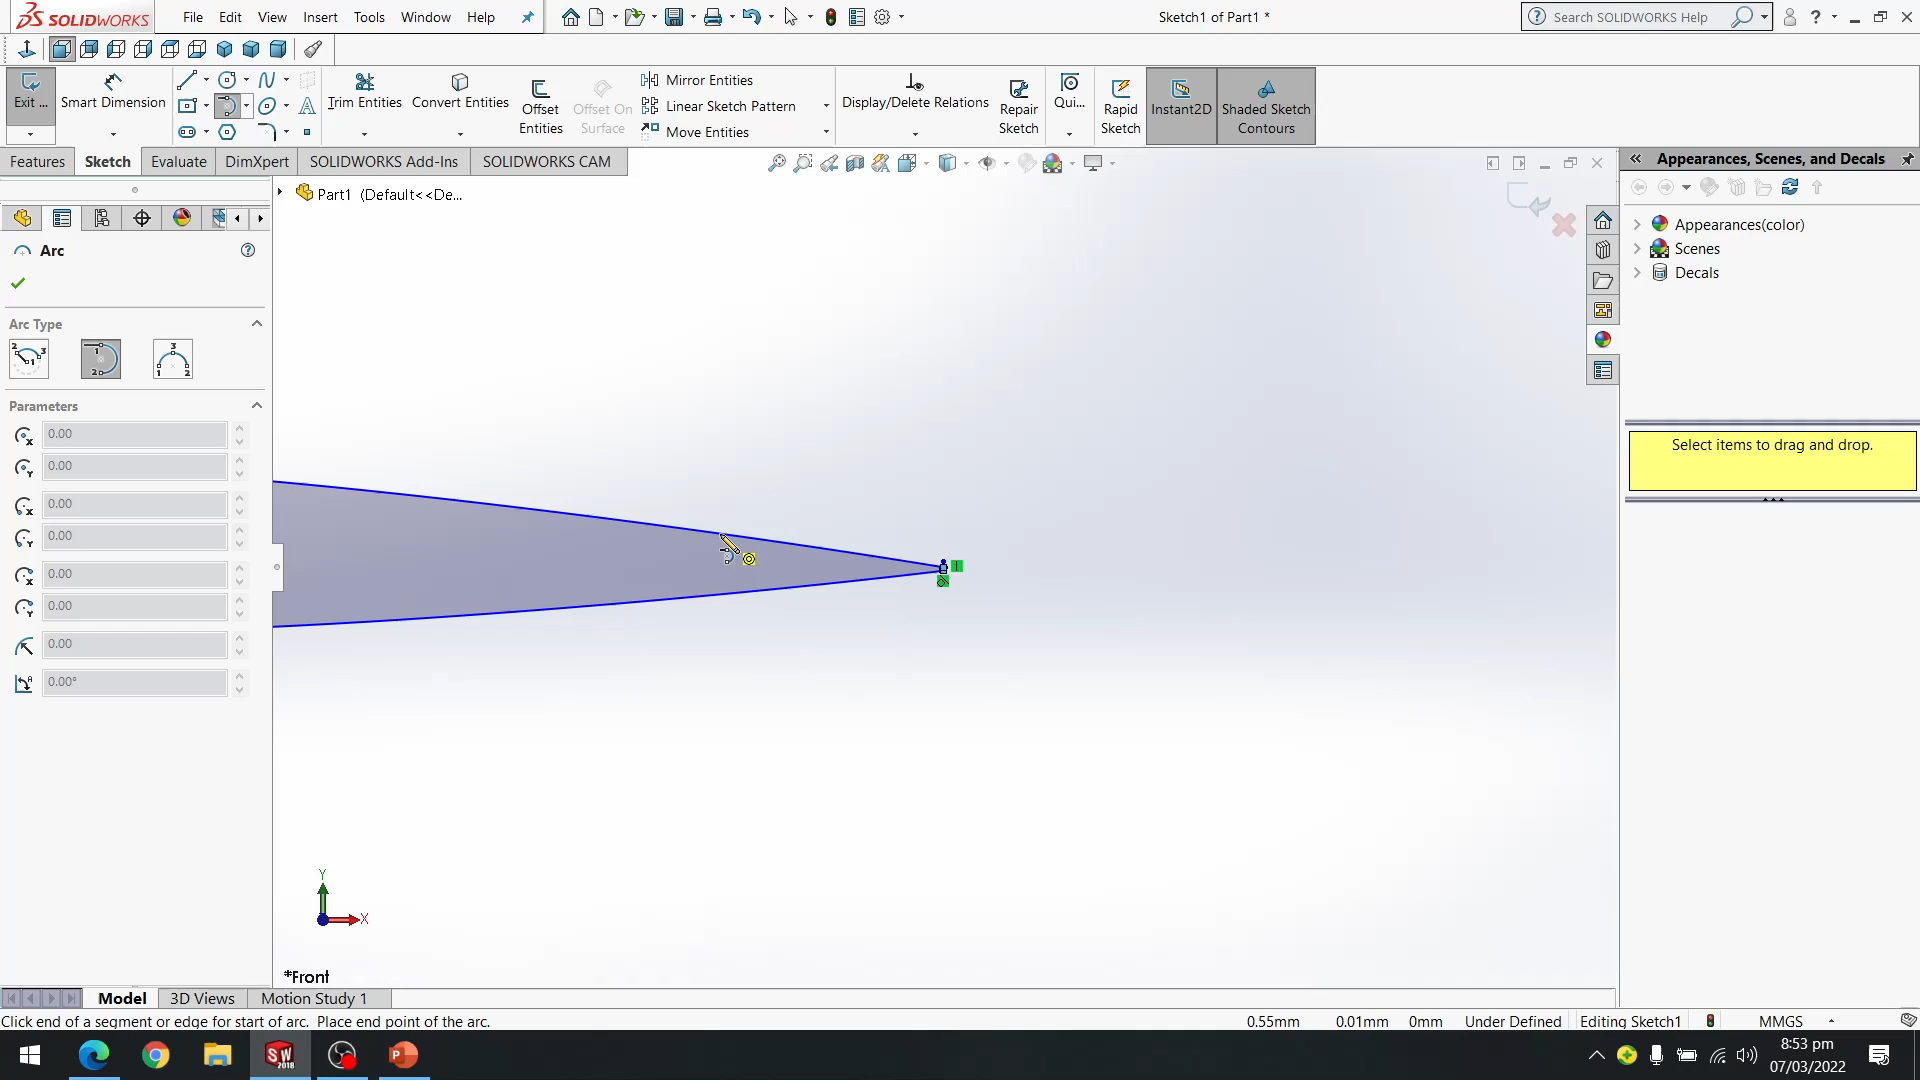 SOLIDWORKS
File Edit View Insert Tools Window Help
Sketch1 of Part1 *
Search SOLIDWORKS Help
Exit ...
Smart Dimension
Trim Entities
Convert Entities
Offset Entities
Offset On Surface
Mirror Entities
Linear Sketch Pattern
Move Entities
Display/Delete Relations
Repair Sketch
Qui...
Rapid Sketch
Instant2D
Shaded Sketch Contours
Features Sketch Evaluate DimXpert SOLIDWORKS Add-Ins SOLIDWORKS CAM
Appearances, Scenes, and Decals
Part1 (Default<<De...
Arc
Appearances(color)
Scenes
Decals
Arc Type
Parameters
0.00
0.00
0.00
0.00
0.00
0.00
0.00
0.00°
Select items to drag and drop.
Y
X
*Front
Model 3D Views Motion Study 1
Click end of a segment or edge for start of arc. Place end point of the arc.
0.55mm 0.01mm 0mm Under Defined Editing Sketch1 MMGS
8:53 pm
07/03/2022